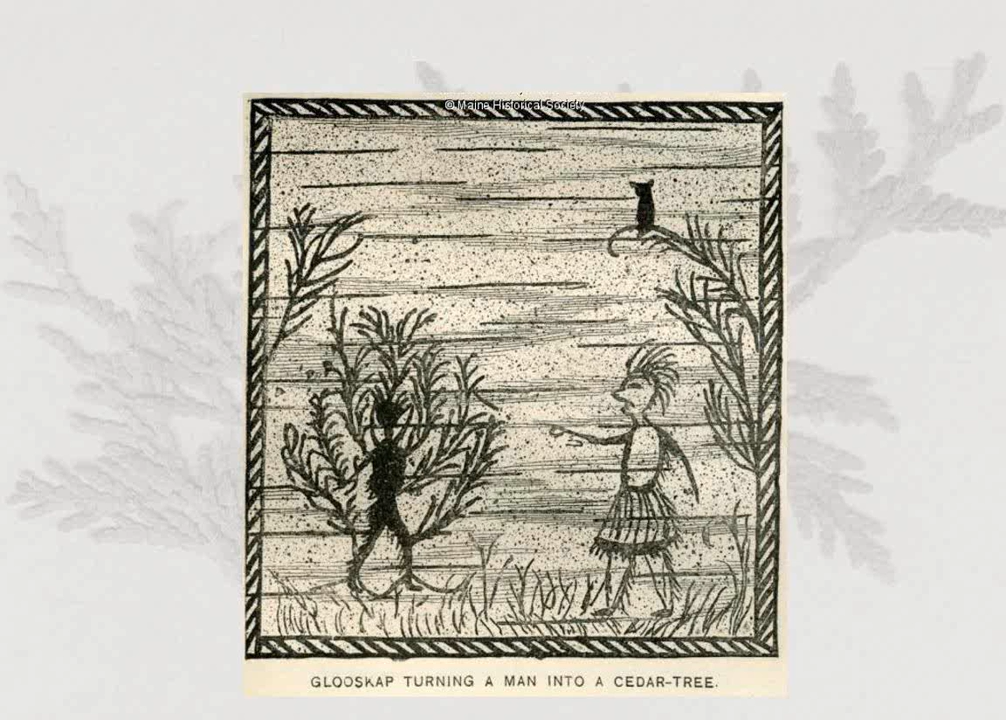 © Maine Historical Society
GLOOSKAP TURNING A MAN INTO A CEDAR-TREE.